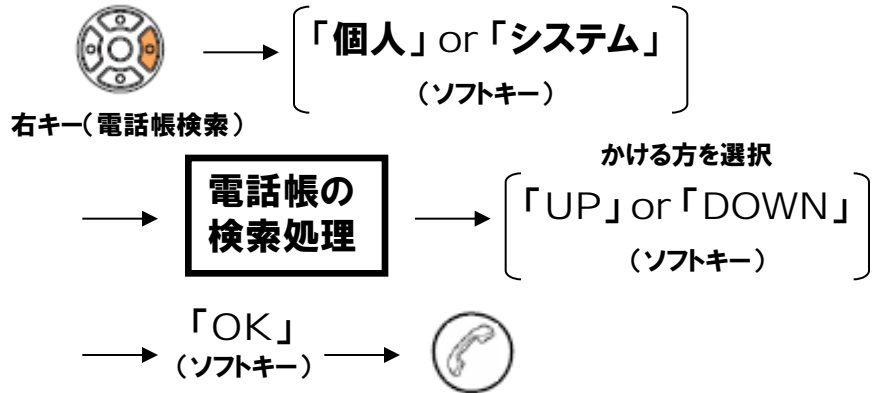 「個人」or「システム」
（ソフトキー）
右キー（電話帳検索）
かける方を選択
電話帳の
検索処理
「UP」or「DOWN」
（ソフトキー）
「OK」
（ソフトキー）